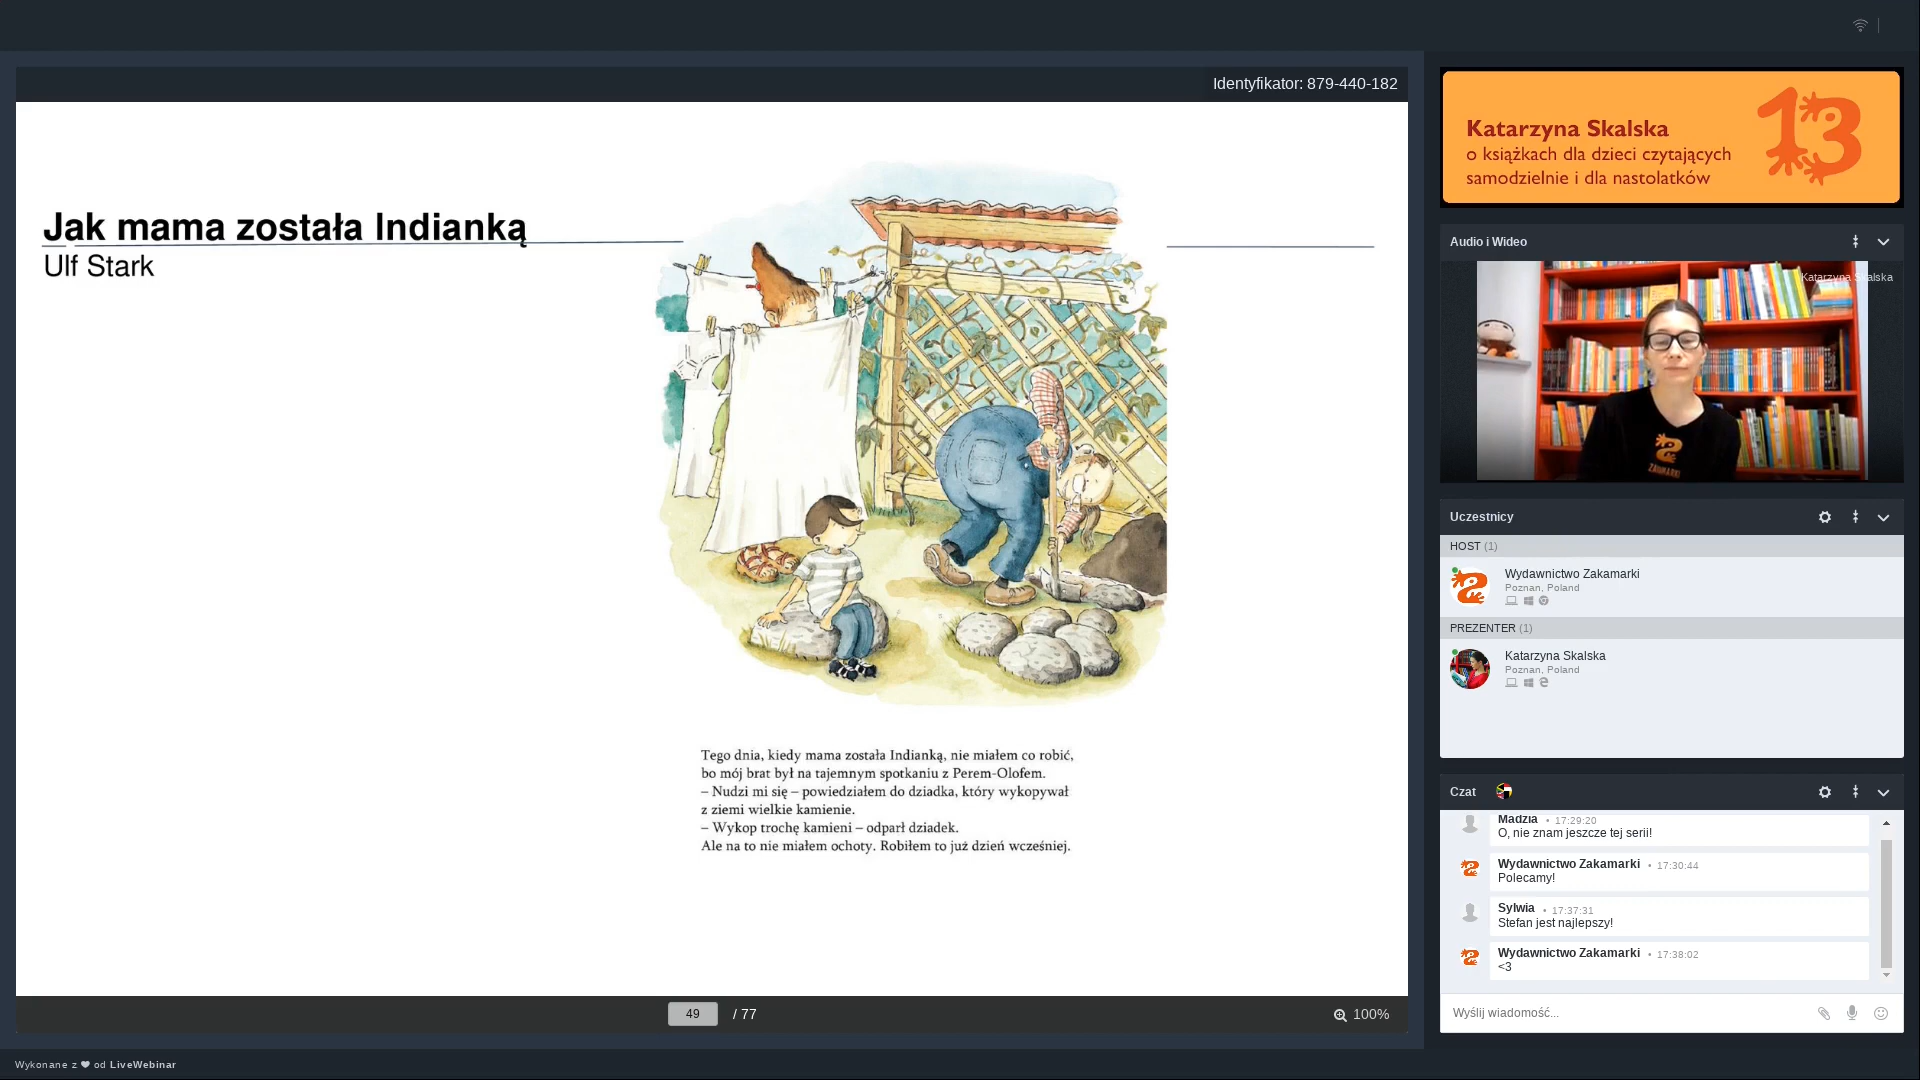 Identyfikator: 879-440-182
Jak mama została Indianką
Ulf Stark
Tego dnia, kiedy mama została Indianką, nie miałem co robić,
bo mój brat był na tajemnym spotkaniu z Perem-Olofem.
– Nudzi mi się – powiedziałem do dziadka, który wykopywał
z ziemi wielkie kamienie.
– Wykop trochę kamieni – odparł dziadek.
Ale na to nie miałem ochoty. Robiłem to już dzień wcześniej.
49 / 77
100%
Wykonane z od LiveWebinar
Katarzyna Skalska
o książkach dla dzieci czytających
samodzielnie i dla nastolatków
13
Audio i Wideo
Katarzyna Skalska
ZAKAMARKI
Uczestnicy
HOST (1)
Wydawnictwo Zakamarki
Poznan, Poland
PREZENTER (1)
Katarzyna Skalska
Poznan, Poland
Czat
Madzia • 17:29:20
O, nie znam jeszcze tej serii!
Wydawnictwo Zakamarki • 17:30:44
Polecamy!
Sylwia • 17:37:31
Stefan jest najlepszy!
Wydawnictwo Zakamarki • 17:38:02
<3
Wyślij wiadomość...